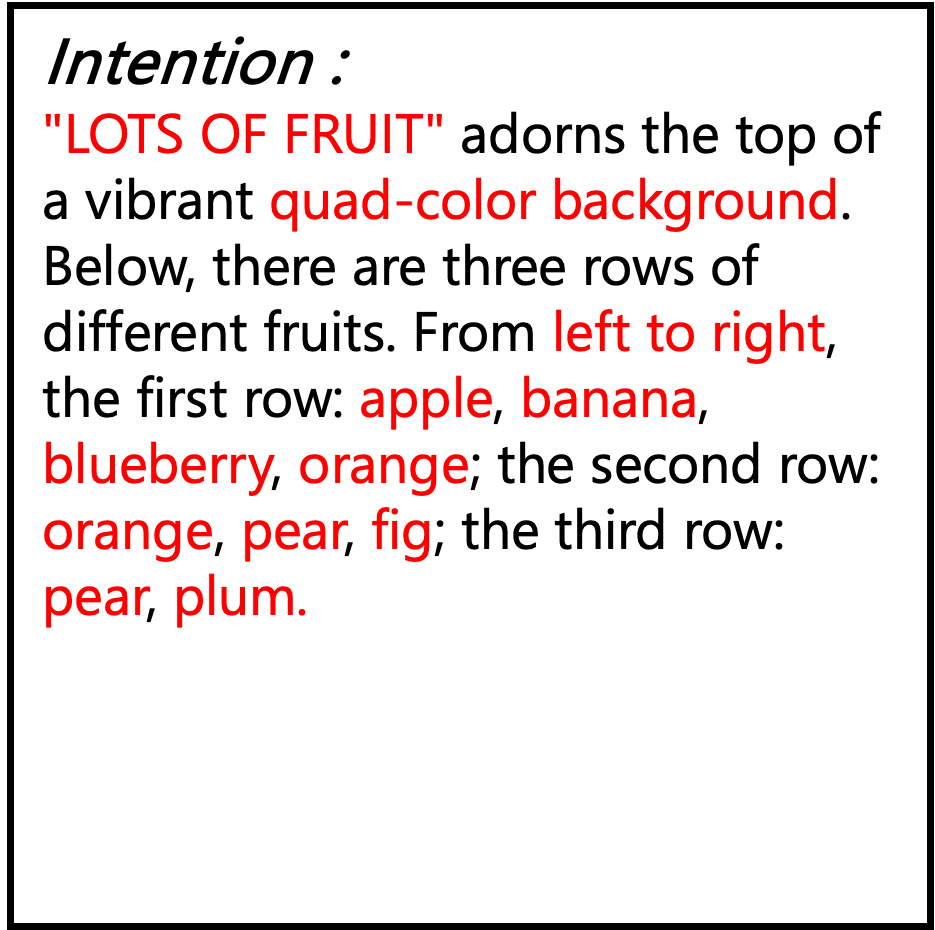 Intention :
"LOTS OF FRUIT" adorns the top of
a vibrant quad-color background.
Below, there are three rows of
different fruits. From left to right,
the first row: apple, banana,
blueberry, orange; the second row:
orange, pear, fig; the third row:
pear, plum.